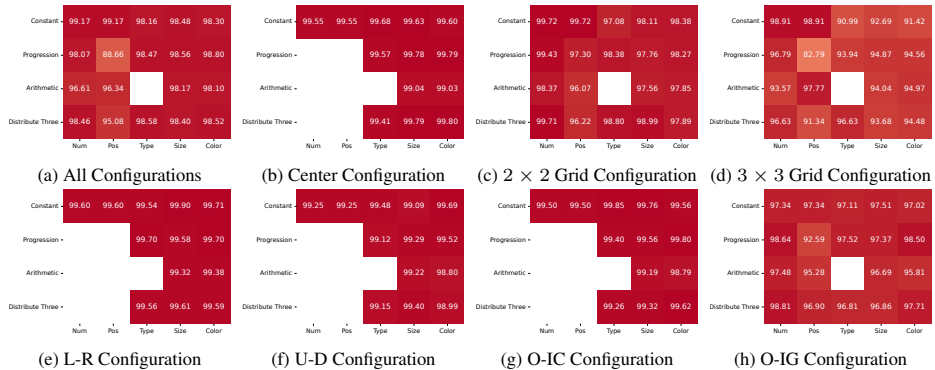 Constant 99.17 99.17 98.16 98.48 98.30
Progression 98.07 88.66 98.47 98.56 98.80
Arithmetic 96.61 96.34 98.17 98.10
Distribute Three 98.46 95.08 98.58 98.40 98.52
Num Pos Type Size Color
(a) All Configurations
Constant 99.55 99.55 99.68 99.63 99.60
Progression 99.57 99.78 99.79
Arithmetic 99.04 99.03
Distribute Three 99.41 99.79 99.80
Num Pos Type Size Color
(b) Center Configuration
Constant 99.72 99.72 97.08 98.11 98.38
Progression 99.43 97.30 98.38 97.76 98.27
Arithmetic 98.37 96.07 97.56 97.85
Distribute Three 99.71 96.22 98.80 98.99 97.89
Num Pos Type Size Color
(c) 2 × 2 Grid Configuration
Constant 98.91 98.91 90.99 92.69 91.42
Progression 96.79 82.79 93.94 94.87 94.56
Arithmetic 93.57 97.77 94.04 94.97
Distribute Three 96.63 91.34 96.63 93.68 94.48
Num Pos Type Size Color
(d) 3 × 3 Grid Configuration
Constant 99.60 99.60 99.54 99.90 99.71
Progression 99.70 99.58 99.70
Arithmetic 99.32 99.38
Distribute Three 99.56 99.61 99.59
Num Pos Type Size Color
(e) L-R Configuration
Constant 99.25 99.25 99.48 99.09 99.69
Progression 99.12 99.29 99.52
Arithmetic 99.22 98.80
Distribute Three 99.15 99.40 98.99
Num Pos Type Size Color
(f) U-D Configuration
Constant 99.50 99.50 99.85 99.76 99.56
Progression 99.40 99.56 99.80
Arithmetic 99.19 98.79
Distribute Three 99.26 99.32 99.62
Num Pos Type Size Color
(g) O-IC Configuration
Constant 97.34 97.34 97.11 97.51 97.02
Progression 98.64 92.59 97.52 97.37 98.50
Arithmetic 97.48 95.28 96.69 95.81
Distribute Three 98.81 96.90 96.81 96.86 97.71
Num Pos Type Size Color
(h) O-IG Configuration